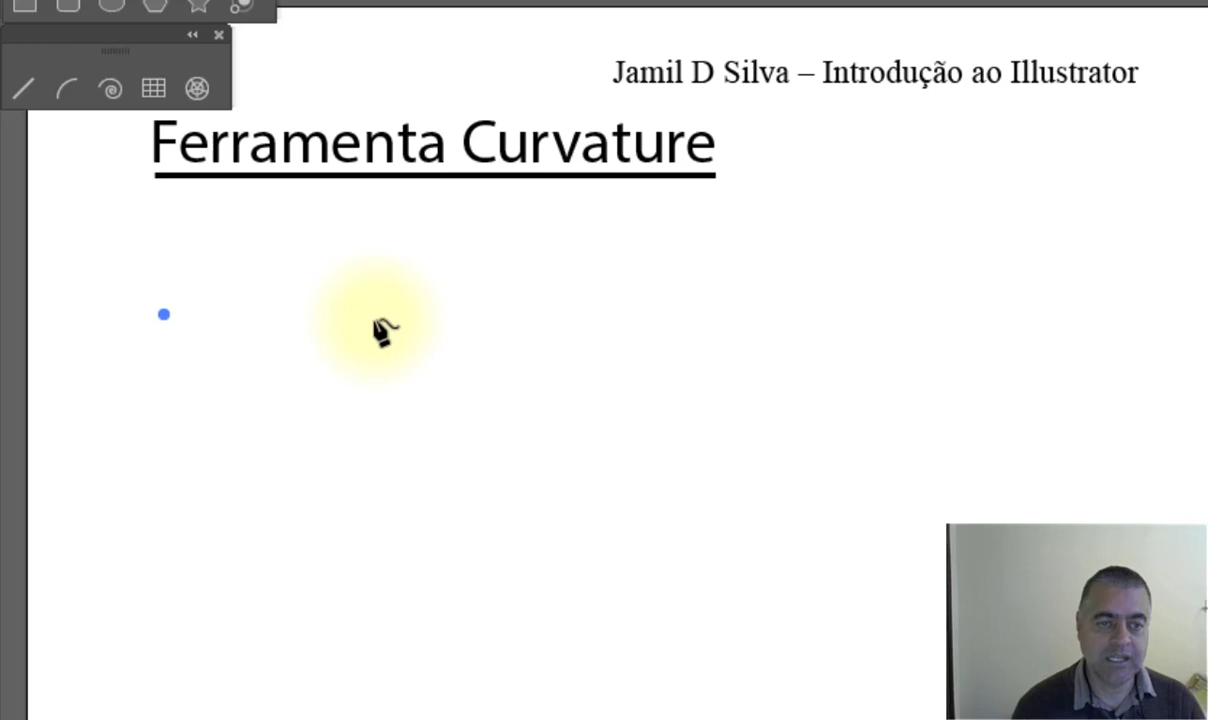 Jamil D Silva – Introdução ao Illustrator
Ferramenta Curvature